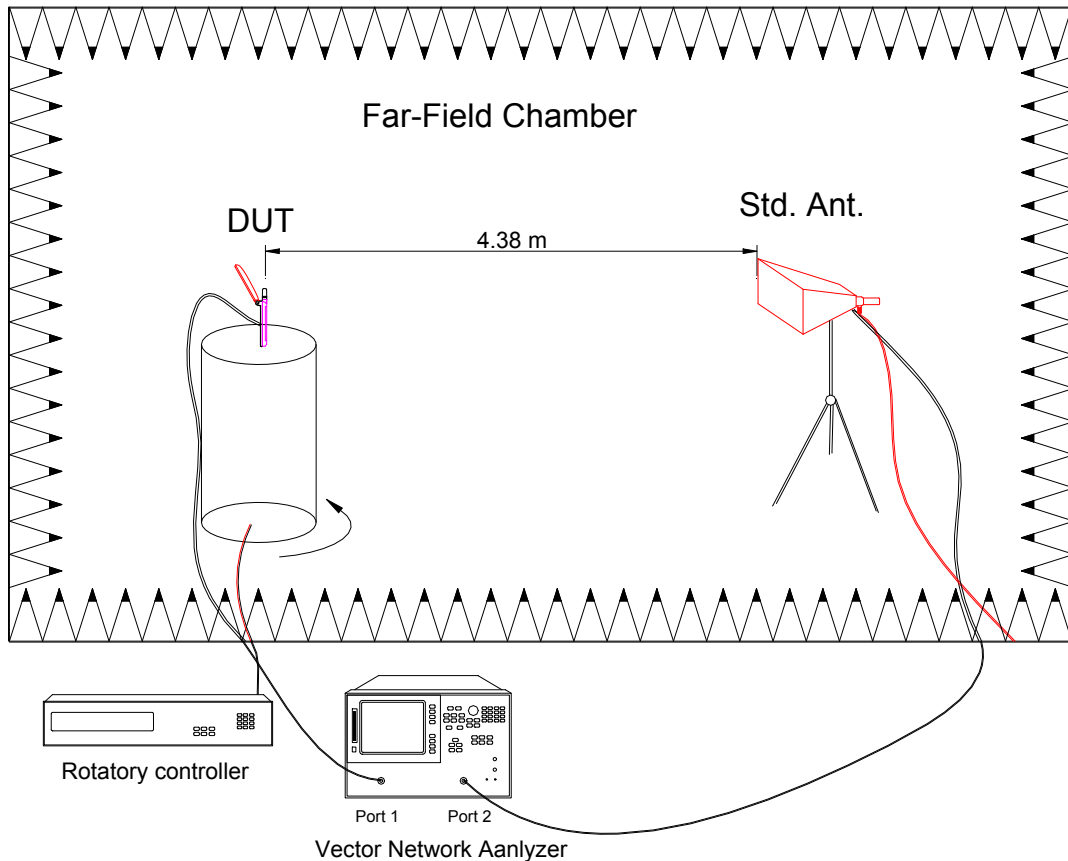 Far-Field Chamber
DUT
Std. Ant.
4.38 m
Rotatory controller
Port 1
Port 2
Vector Network Aanlyzer